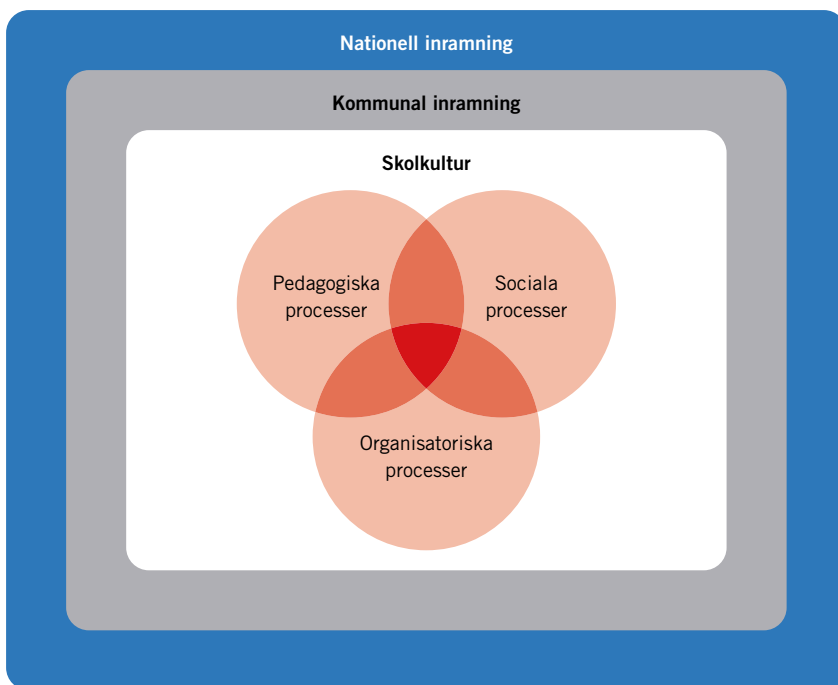 Nationell inramning
Kommunal inramning
Skolkultur
Pedagogiska
processer
Sociala
processer
Organisatoriska
processer